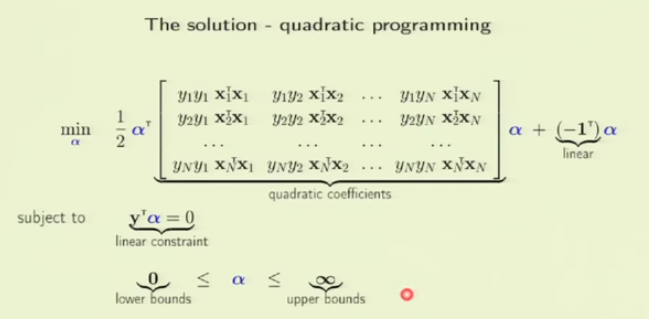 The solution - quadratic programming
min α 1/2 αᵀ [ y₁y₁ x₁ᵀx₁ y₁y₂ x₁ᵀx₂ ... y₁y_N x₁ᵀx_N
y₂y₁ x₂ᵀx₁ y₂y₂ x₂ᵀx₂ ... y₂y_N x₂ᵀx_N
... ... ... ...
y_Ny₁ x_Nᵀx₁ y_Ny₂ x_Nᵀx₂ ... y_Ny_N x_Nᵀx_N ] α + (−1ᵀ) α
linear
quadratic coefficients
subject to yᵀα = 0
linear constraint
0 ≤ α ≤ ∞
lower bounds upper bounds